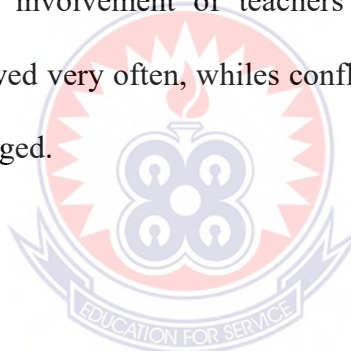 involvement of teachers
ved very often, whiles confl
ged.
EDUCATION FOR SERVICE